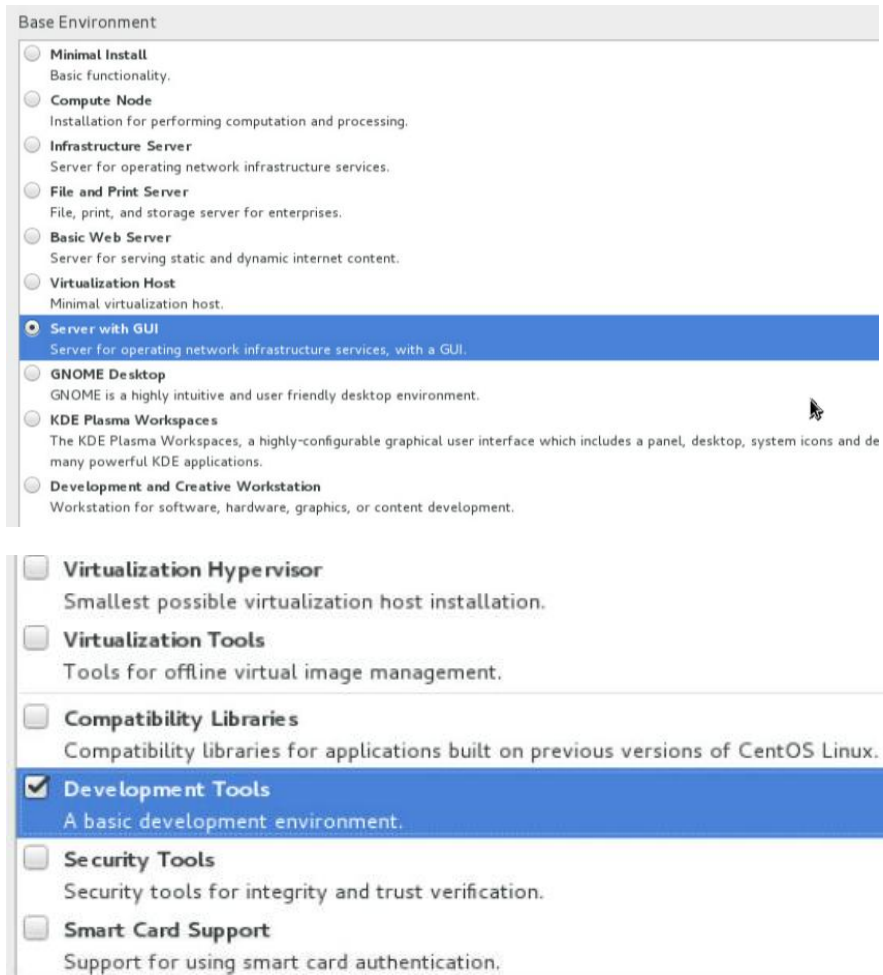 Base Environment
Minimal Install
Basic functionality.
Compute Node
Installation for performing computation and processing.
Infrastructure Server
Server for operating network infrastructure services.
File and Print Server
File, print, and storage server for enterprises.
Basic Web Server
Server for serving static and dynamic internet content.
Virtualization Host
Minimal virtualization host.
Server with GUI
Server for operating network infrastructure services, with a GUI.
GNOME Desktop
GNOME is a highly intuitive and user friendly desktop environment.
KDE Plasma Workspaces
The KDE Plasma Workspaces, a highly-configurable graphical user interface which includes a panel, desktop, system icons and de
many powerful KDE applications.
Development and Creative Workstation
Workstation for software, hardware, graphics, or content development.
Virtualization Hypervisor
Smallest possible virtualization host installation.
Virtualization Tools
Tools for offline virtual image management.
Compatibility Libraries
Compatibility libraries for applications built on previous versions of CentOS Linux.
Development Tools
A basic development environment.
Security Tools
Security tools for integrity and trust verification.
Smart Card Support
Support for using smart card authentication.